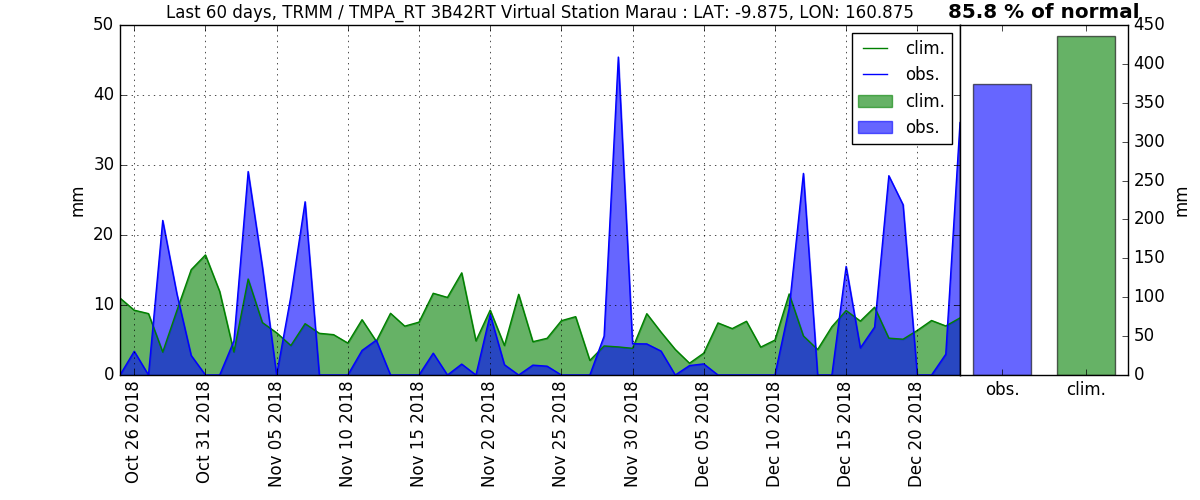 Last 60 days, TRMM / TMPA_RT 3B42RT Virtual Station Marau : LAT: -9.875, LON: 160.875
85.8 % of normal
50
40
30
20
10
0
mm
clim.
obs.
clim.
obs.
450
400
350
300
250
200
150
100
50
0
mm
obs.
clim.
Oct 26 2018
Oct 31 2018
Nov 05 2018
Nov 10 2018
Nov 15 2018
Nov 20 2018
Nov 25 2018
Nov 30 2018
Dec 05 2018
Dec 10 2018
Dec 15 2018
Dec 20 2018